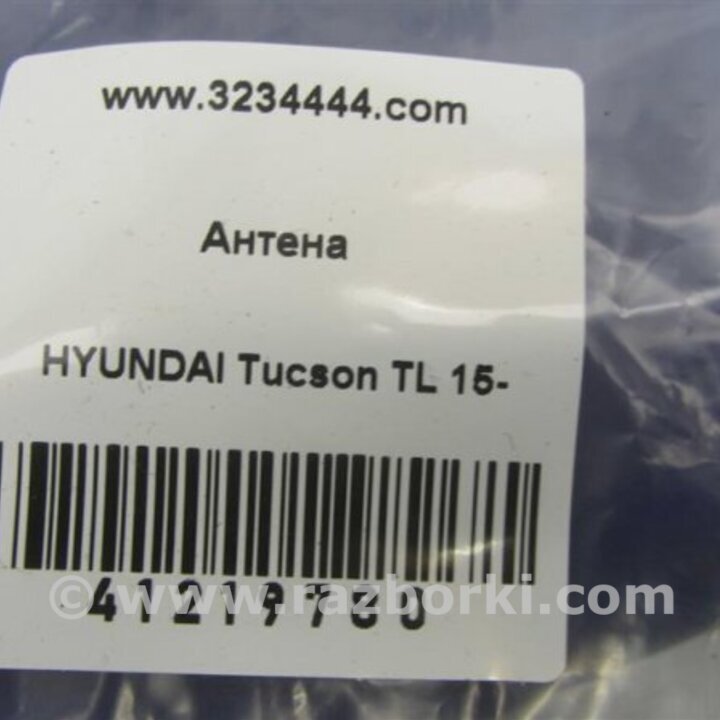 www.3234444.com
Антена
HYUNDAI Tucson TL 15-
©www.razborki.com